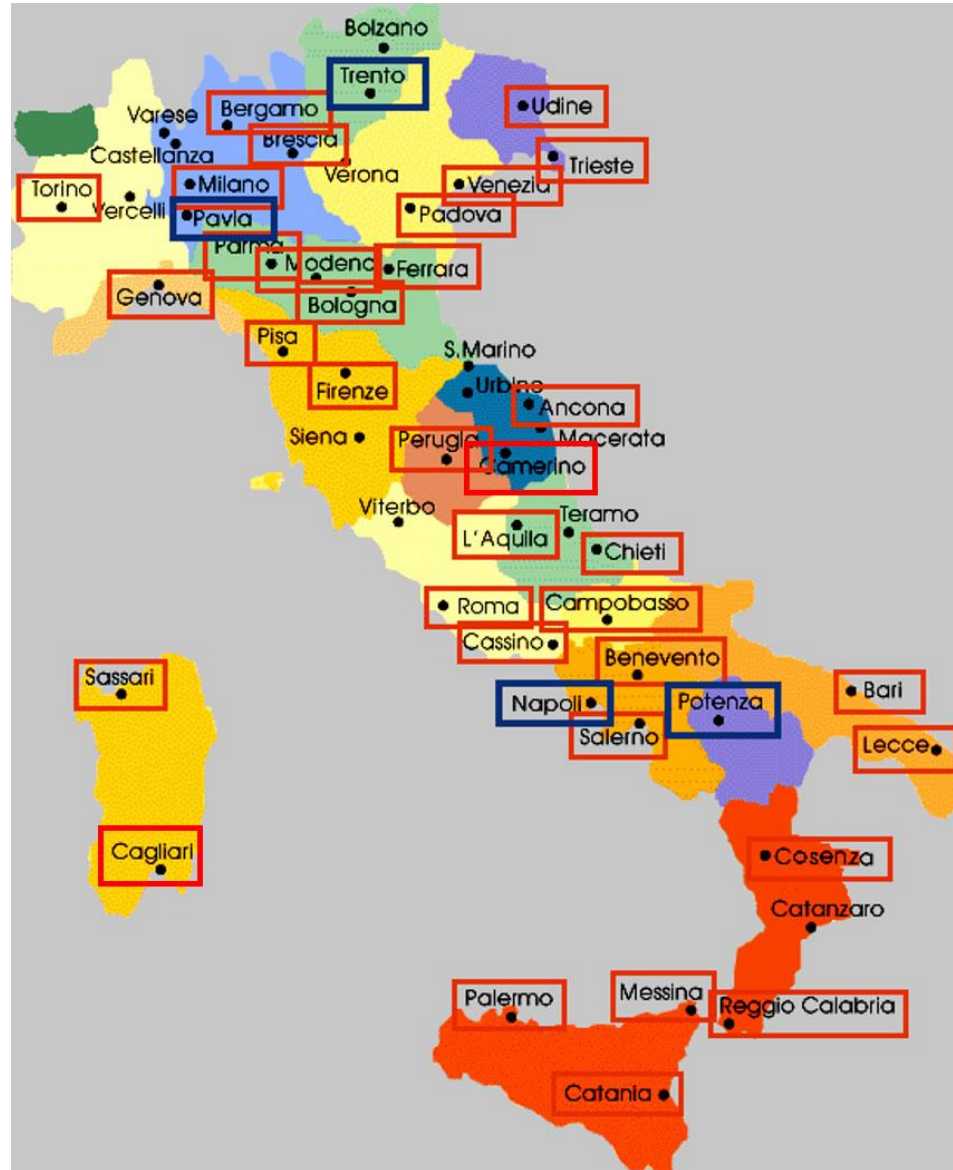 Bolzano
Trento
Bergamo
Udine
Varese
Brescia
Castellanza
Verona
Trieste
Torino
Milano
Venezia
Vercelli
Pavia
Padova
Parma
Modena
Ferrara
Genova
Bologna
Pisa
S.Marino
Firenze
Urbino
Ancona
Siena
Perugia
Macerata
Camerino
Viterbo
Teramo
L'Aquila
Chieti
Roma
Campobasso
Cassino
Benevento
Sassari
Napoli
Potenza
Bari
Salerno
Lecce
Cagliari
Cosenza
Catanzaro
Palermo
Messina
Reggio Calabria
Catania